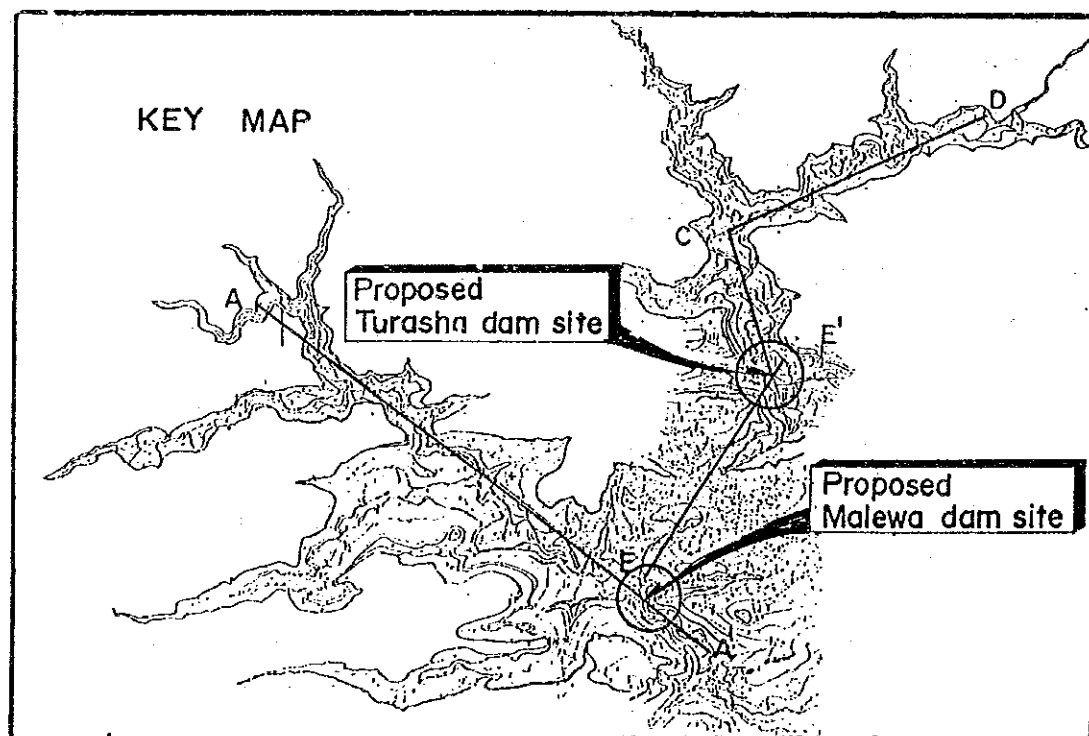 KEY MAP
D
C
A
Proposed
Turasha dam site
E'
Proposed
Malewa dam site
E
A